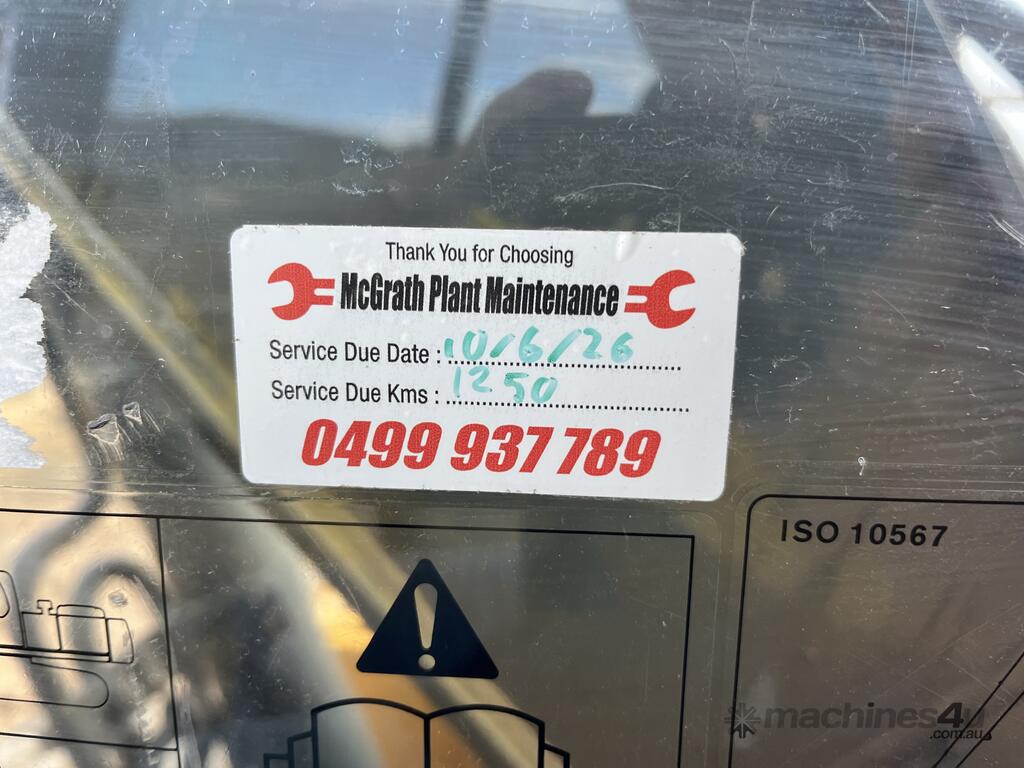 Thank You for Choosing
McGrath Plant Maintenance
Service Due Date : 10/6/26
Service Due Kms : 1250
0499 937 789
ISO 10567
machines4u
.com.au